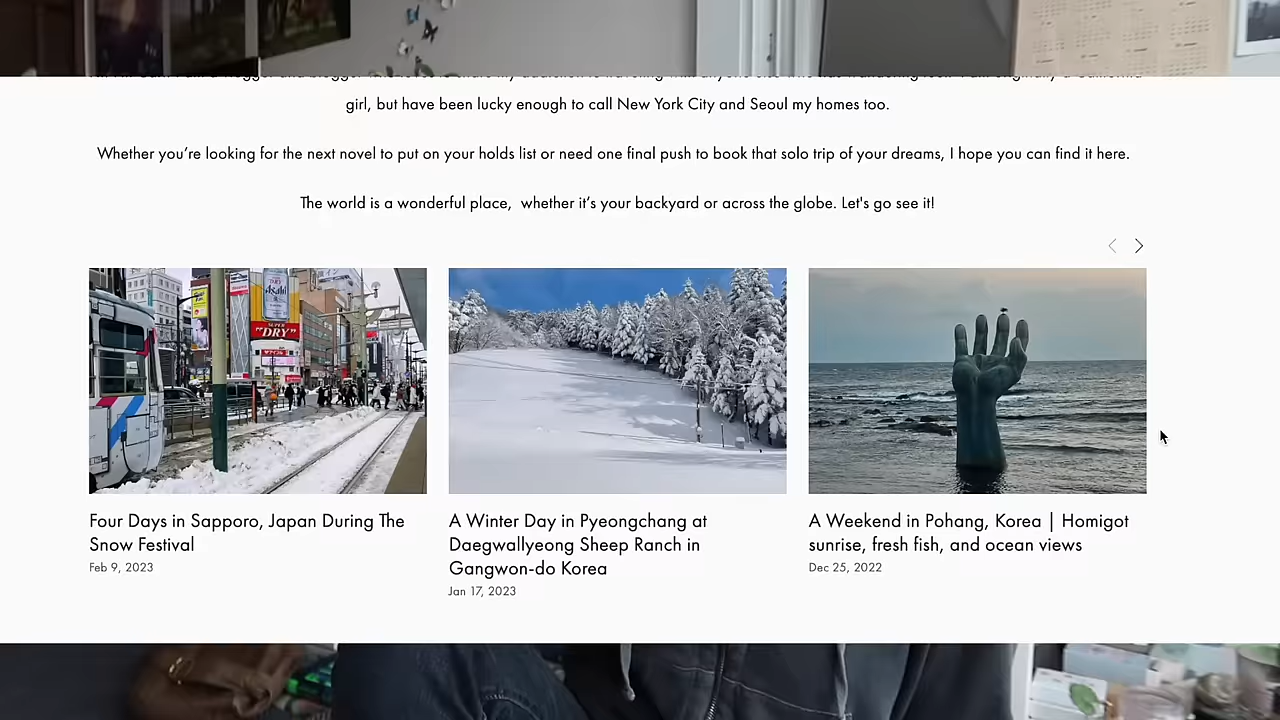 girl, but have been lucky enough to call New York City and Seoul my homes too.
Whether you’re looking for the next novel to put on your holds list or need one final push to book that solo trip of your dreams, I hope you can find it here.
The world is a wonderful place,  whether it’s your backyard or across the globe. Let's go see it!
Asahi
SUPER
"DRY"
Four Days in Sapporo, Japan During The
Snow Festival
Feb 9, 2023
A Winter Day in Pyeongchang at
Daegwallyeong Sheep Ranch in
Gangwon-do Korea
Jan 17, 2023
A Weekend in Pohang, Korea | Homigot
sunrise, fresh fish, and ocean views
Dec 25, 2022